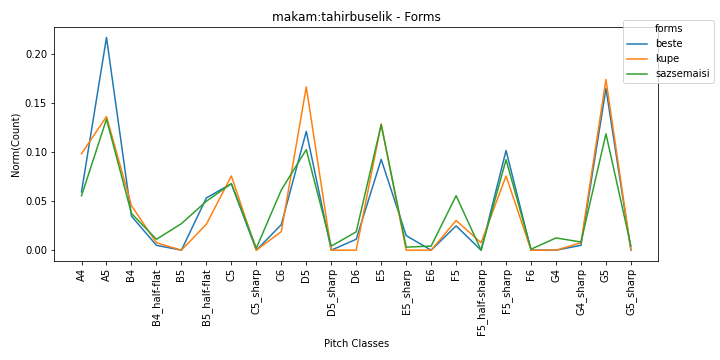 makam:tahirbuselik - Forms
forms
beste
kupe
sazsemaisi
Norm(Count)
0.20
0.15
0.10
0.05
0.00
A4
A5
B4
B4_half-flat
B5
B5_half-flat
C5
C5_sharp
C6
D5
D5_sharp
D6
E5
E5_sharp
E6
F5
F5_half-sharp
F5_sharp
F6
G4
G4_sharp
G5
G5_sharp
Pitch Classes